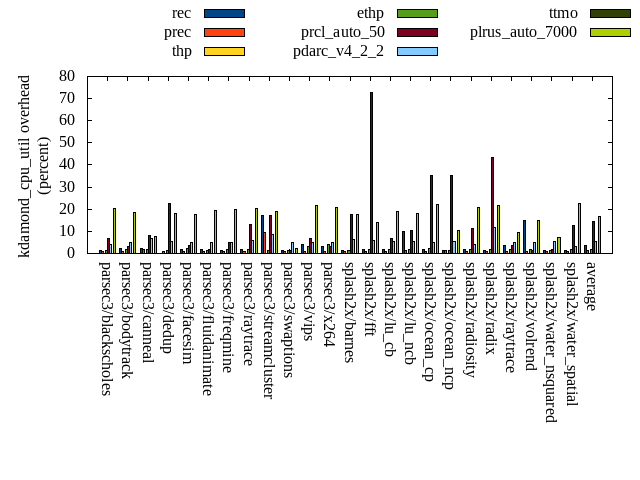 rec ethp ttmo
prec prcl_auto_50 plrus_auto_7000
thp pdarc_v4_2_2
kdamond_cpu_util overhead
(percent)
80
70
60
50
40
30
20
10
0
parsec3/blackscholes
parsec3/bodytrack
parsec3/canneal
parsec3/dedup
parsec3/facesim
parsec3/fluidanimate
parsec3/freqmine
parsec3/raytrace
parsec3/streamcluster
parsec3/swaptions
parsec3/vips
parsec3/x264
splash2x/barnes
splash2x/fft
splash2x/lu_cb
splash2x/lu_ncb
splash2x/ocean_cp
splash2x/ocean_ncp
splash2x/radiosity
splash2x/radix
splash2x/raytrace
splash2x/volrend
splash2x/water_nsquared
splash2x/water_spatial
average